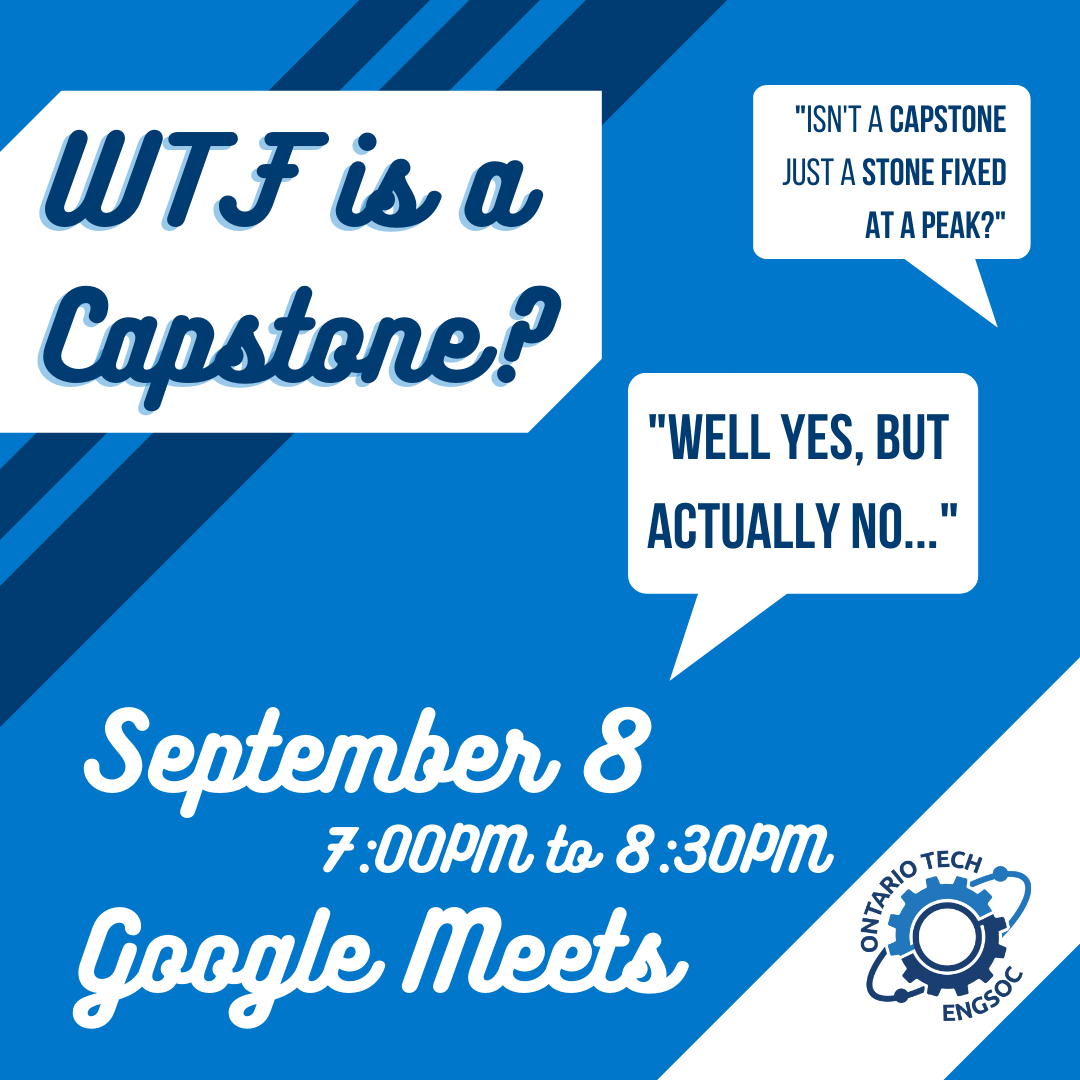 WTF is a
Capstone?
"ISN'T A CAPSTONE
JUST A STONE FIXED
AT A PEAK?"
"WELL YES, BUT
ACTUALLY NO..."
September 8
7:00PM to 8:30PM
Google Meets
ONTARIO TECH
ENGSOC